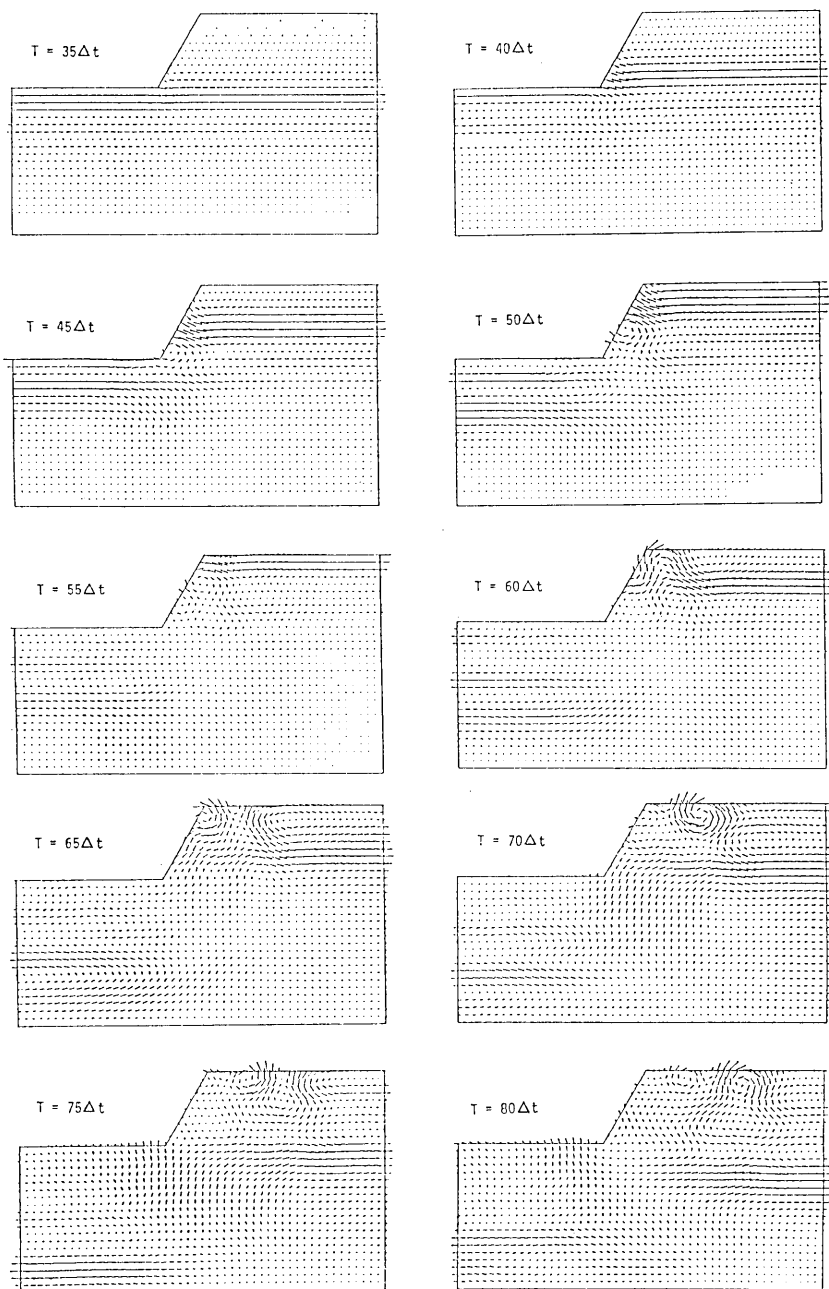 T = 35Δt
T = 40Δt
T = 45Δt
T = 50Δt
T = 55Δt
T = 60Δt
T = 65Δt
T = 70Δt
T = 75Δt
T = 80Δt